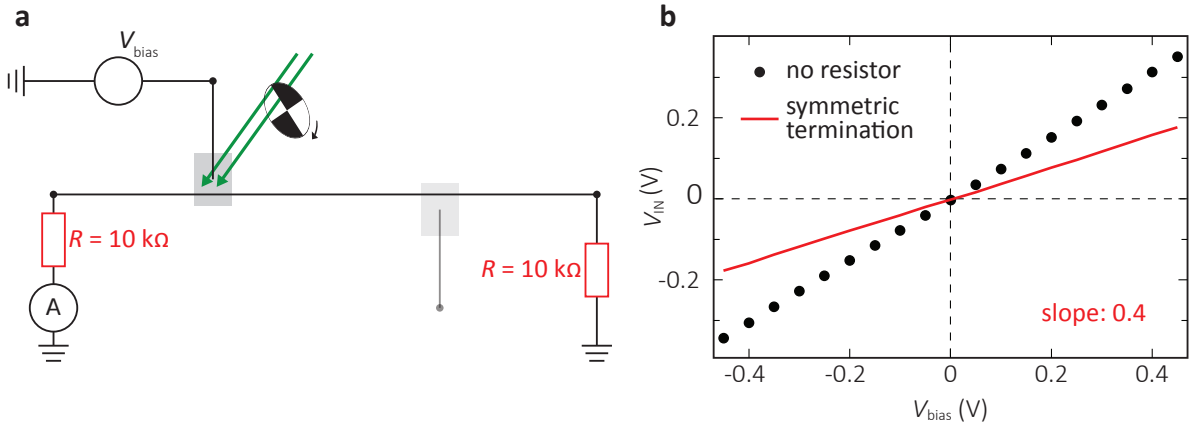 a
V_bias
R = 10 kΩ
A
R = 10 kΩ
b
no resistor
symmetric
termination
0.2
0
-0.2
V_IN (V)
slope: 0.4
-0.4
-0.2
0
0.2
0.4
V_bias (V)